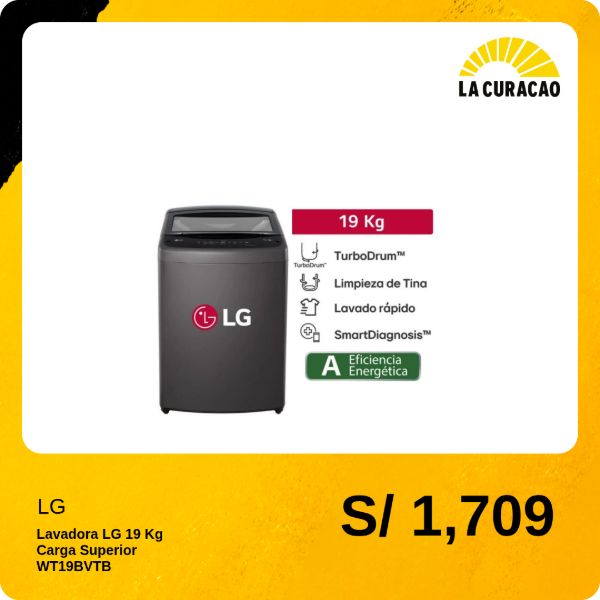 LA CURACAO
19 Kg
TurboDrum™
TurboDrum™
Limpieza de Tina
Lavado rápido
SmartDiagnosis™
LG
A Eficiencia
Energética
LG
Lavadora LG 19 Kg
Carga Superior
WT19BVTB
S/ 1,709